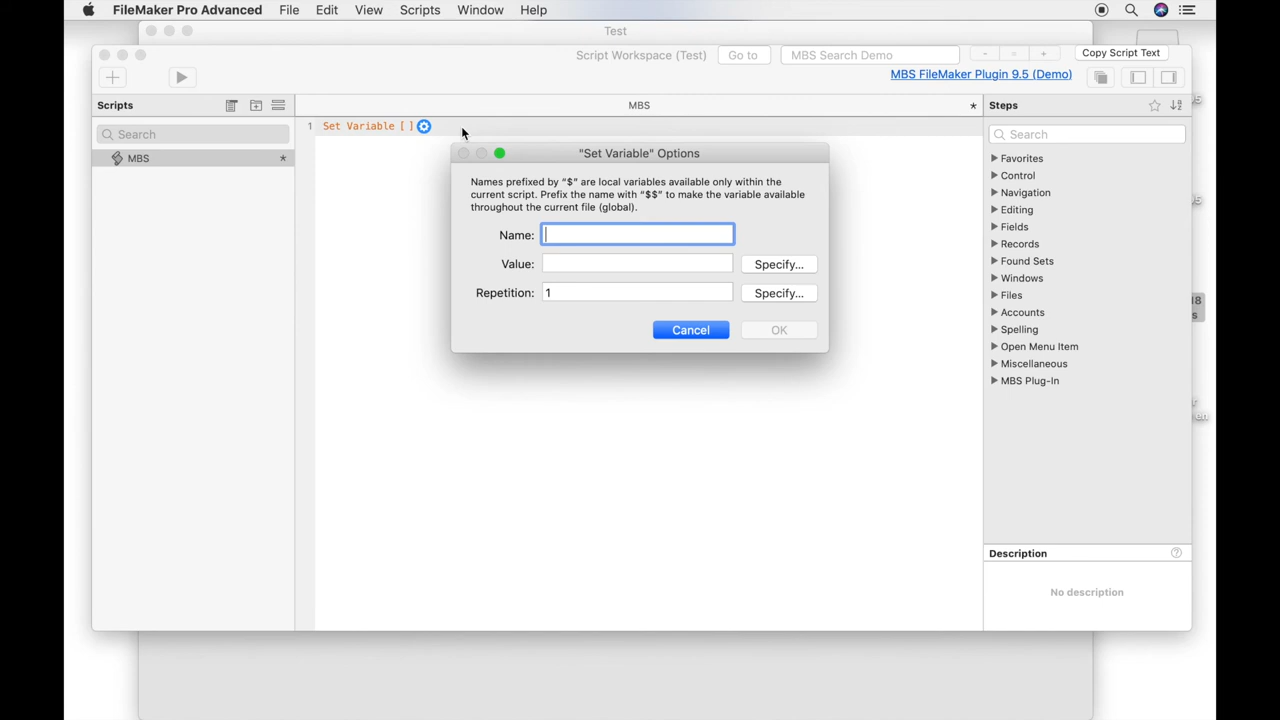 FileMaker Pro Advanced File Edit View Scripts Window Help
Test
Script Workspace (Test) Go to MBS Search Demo - = + Copy Script Text
MBS FileMaker Plugin 9.5 (Demo)
Scripts MBS * Steps
Search
MBS *
1 Set Variable [ ]
"Set Variable" Options
Names prefixed by “$” are local variables available only within the
current script. Prefix the name with “$$” to make the variable available
throughout the current file (global).
Name:
Value: Specify...
Repetition: 1 Specify...
Cancel OK
Search
Favorites
Control
Navigation
Editing
Fields
Records
Found Sets
Windows
Files
Accounts
Spelling
Open Menu Item
Miscellaneous
MBS Plug-In
Description
No description